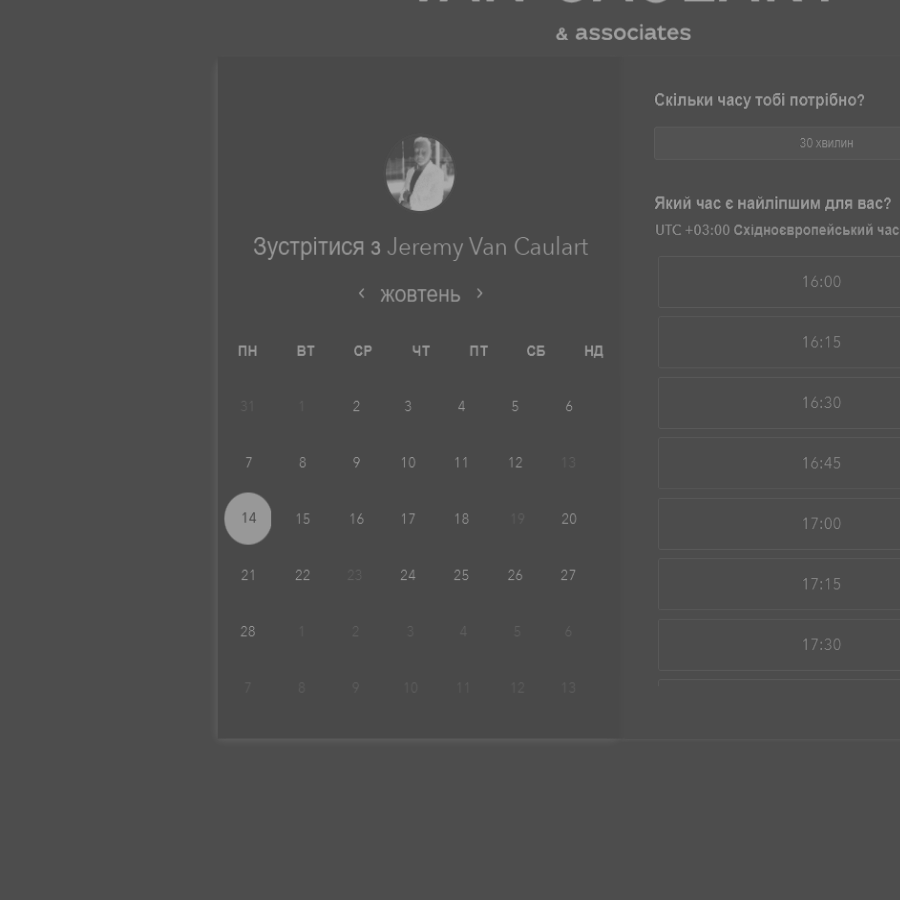 & associates
Зустрітися з Jeremy Van Caulart
< жовтень >
ПН ВТ СР ЧТ ПТ СБ НД
31 1 2 3 4 5 6
7 8 9 10 11 12 13
14 15 16 17 18 19 20
21 22 23 24 25 26 27
28 1 2 3 4 5 6
7 8 9 10 11 12 13
Скільки часу тобі потрібно?
30 хвилин
Який час є найліпшим для вас?
UTC +03:00 Східноєвропейський час
16:00
16:15
16:30
16:45
17:00
17:15
17:30